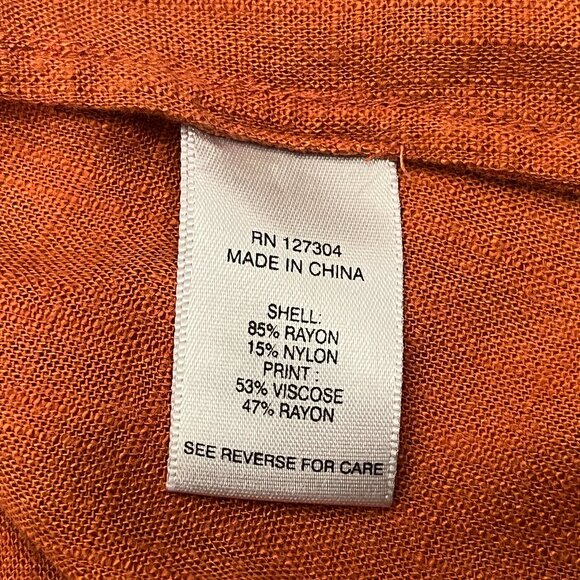 RN 127304
MADE IN CHINA
SHELL:
85% RAYON
15% NYLON
PRINT :
53% VISCOSE
47% RAYON
SEE REVERSE FOR CARE